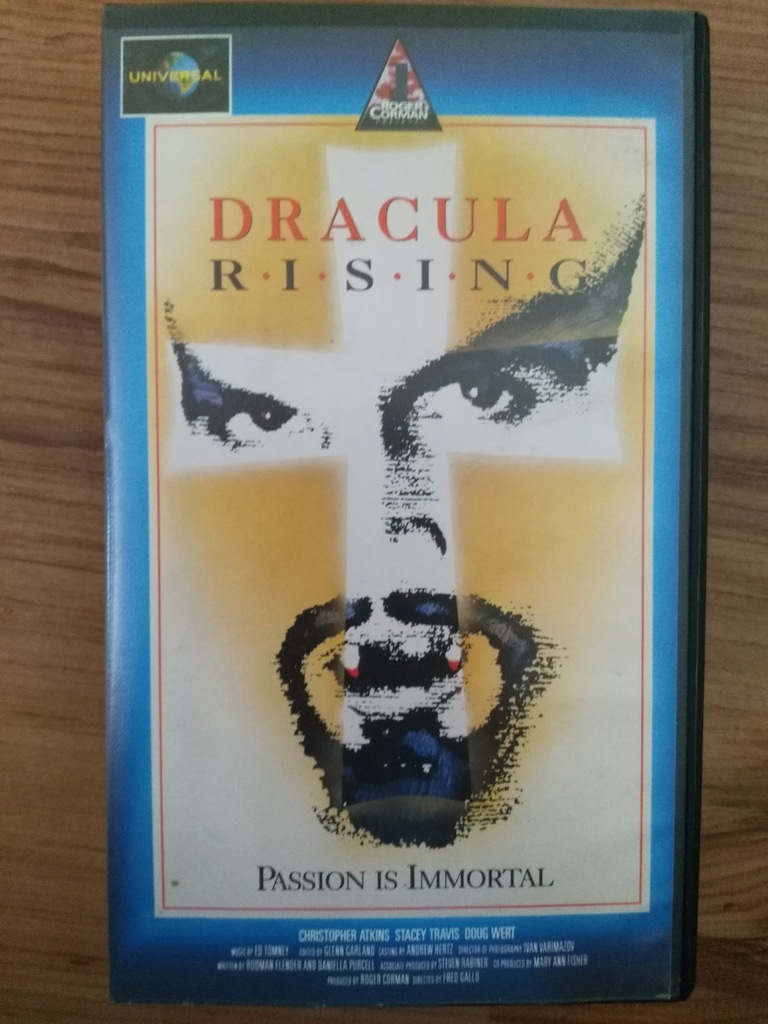 UNIVERSAL
ROGER
CORMAN
DRACULA
R·I·S·I·N·G
PASSION IS IMMORTAL
CHRISTOPHER ATKINS STACEY TRAVIS DOUG WERT
MUSIC BY ED TOMNEY EDITED BY GLENN GARLAND CASTING BY ANDREW HERTZ DIRECTOR OF PHOTOGRAPHY IVAN VARIMAZOV
WRITTEN BY RODMAN FLENDER AND DANIELLA PURCELL ASSOCIATE PRODUCED BY STEVEN RABINER CO-PRODUCED BY MARY ANN FISHER
PRODUCED BY ROGER CORMAN DIRECTED BY FRED GALLO